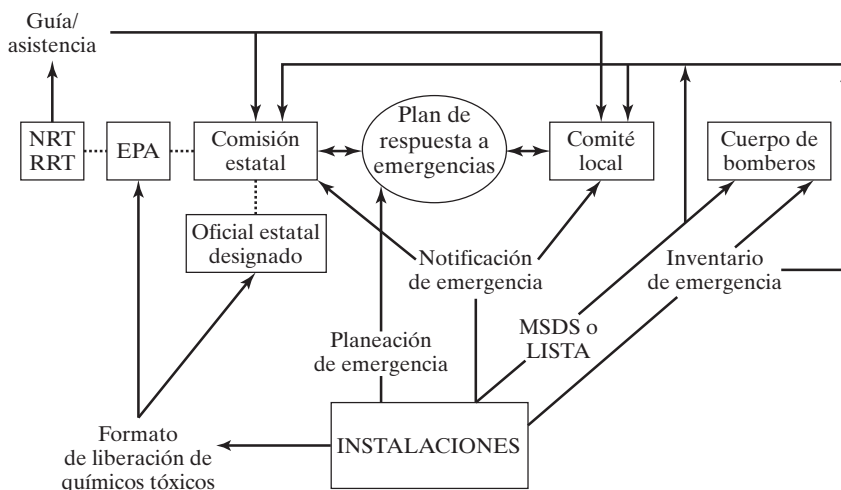 Guía/
asistencia
NRT
RRT
EPA
Comisión
estatal
Plan de
respuesta a
emergencias
Comité
local
Cuerpo de
bomberos
Oficial estatal
designado
Notificación
de emergencia
Inventario
de emergencia
MSDS o
LISTA
Planeación
de emergencia
Formato
de liberación de
químicos tóxicos
INSTALACIONES